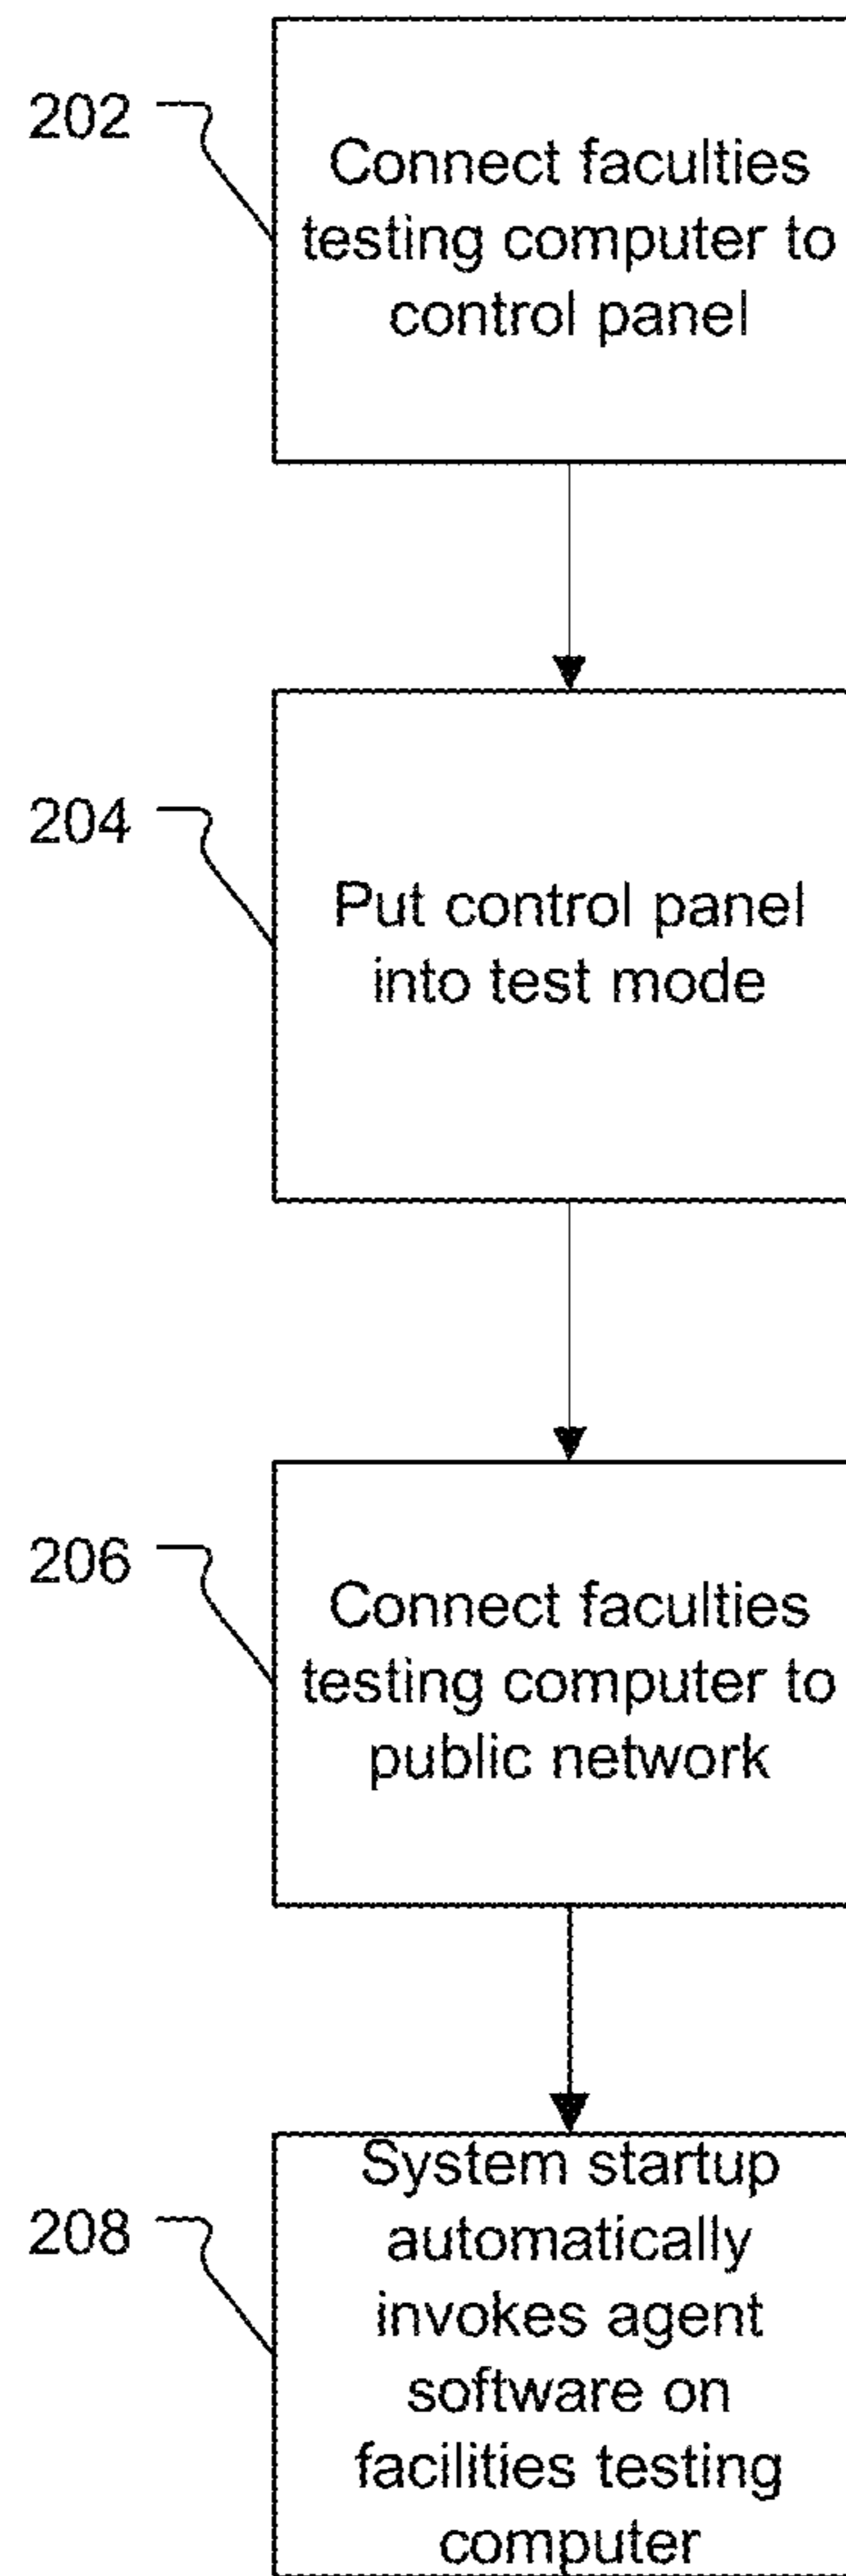 202
Connect faculties
testing computer to
control panel
204
Put control panel
into test mode
206
Connect faculties
testing computer to
public network
208
System startup
automatically
invokes agent
software on
facilities testing
computer